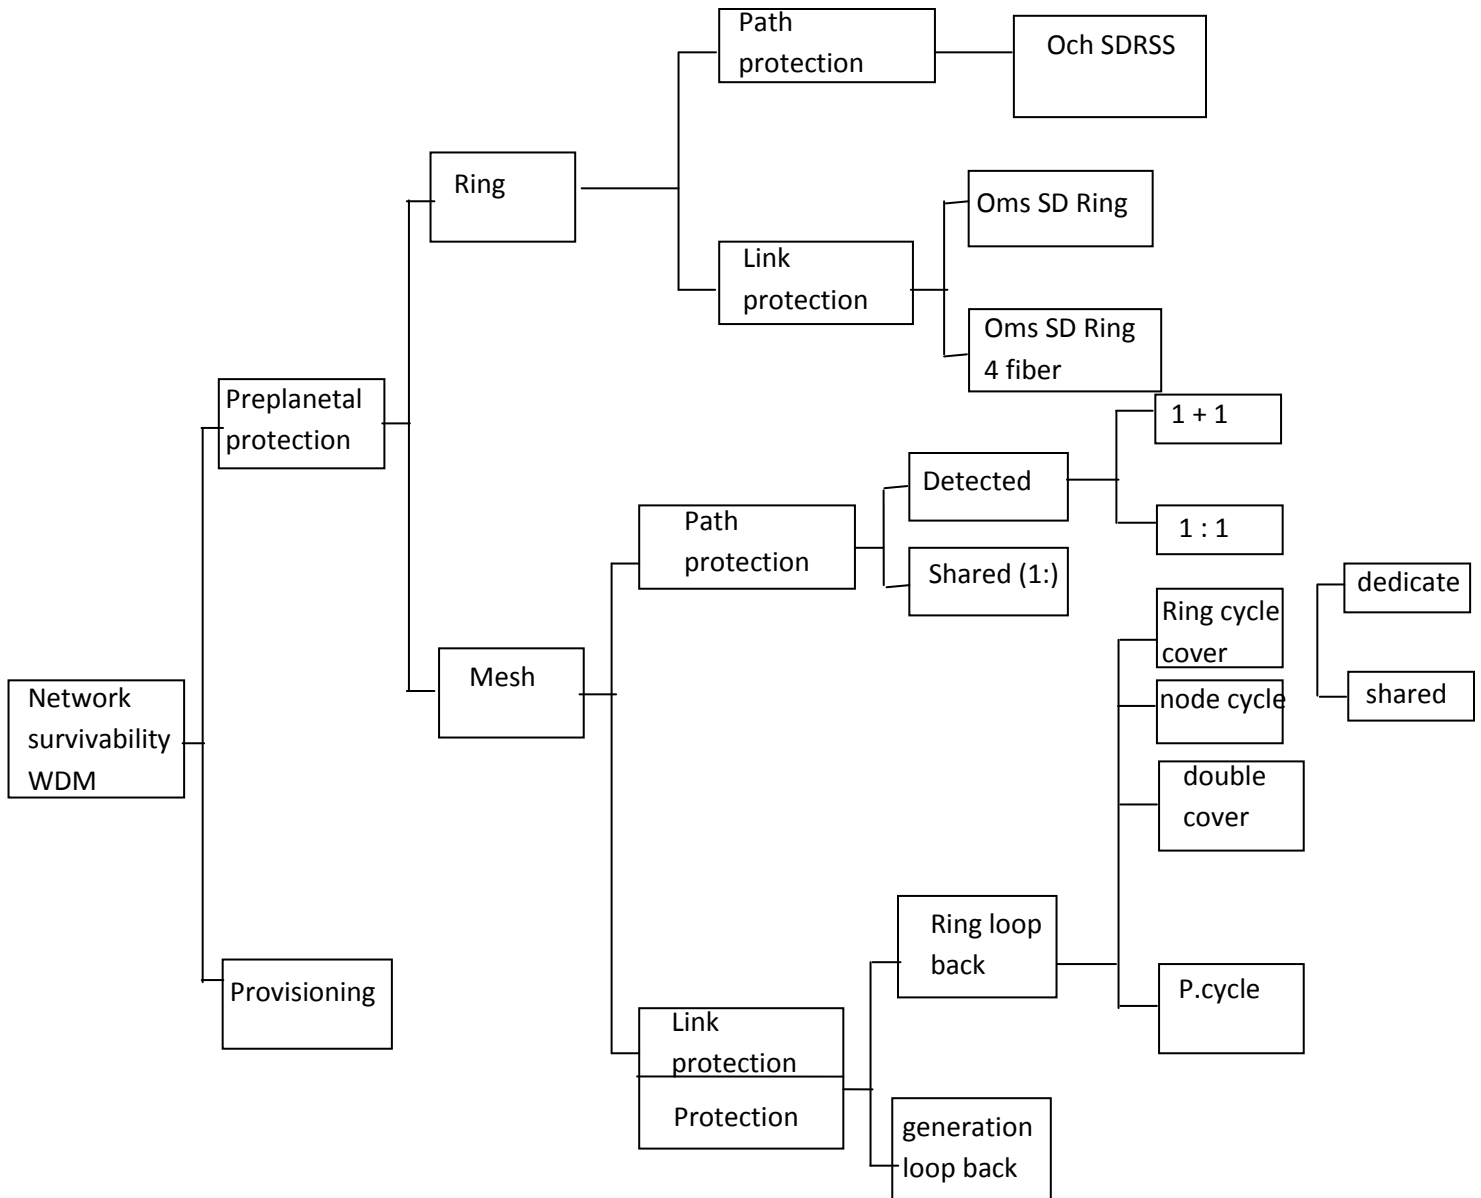 Path
protection
Och SDRSS
Ring
Oms SD Ring
Link
protection
Oms SD Ring
4 fiber
Preplanetal
protection
1 + 1
Detected
Path
protection
1 : 1
Shared (1:)
dedicate
Ring cycle
cover
Mesh
node cycle
shared
Network
survivability
WDM
double
cover
Ring loop
back
Provisioning
P.cycle
Link
protection
Protection
generation
loop back